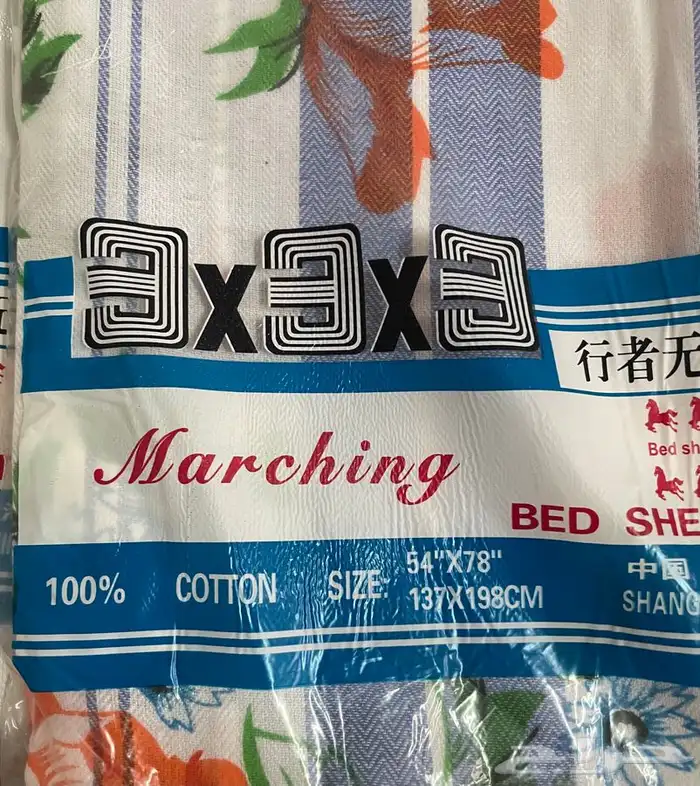 3x3x3
行者无
Marching
Bed sh
BED SHE
100% COTTON SIZE: 54"X78"
137X198CM
中国
SHANG